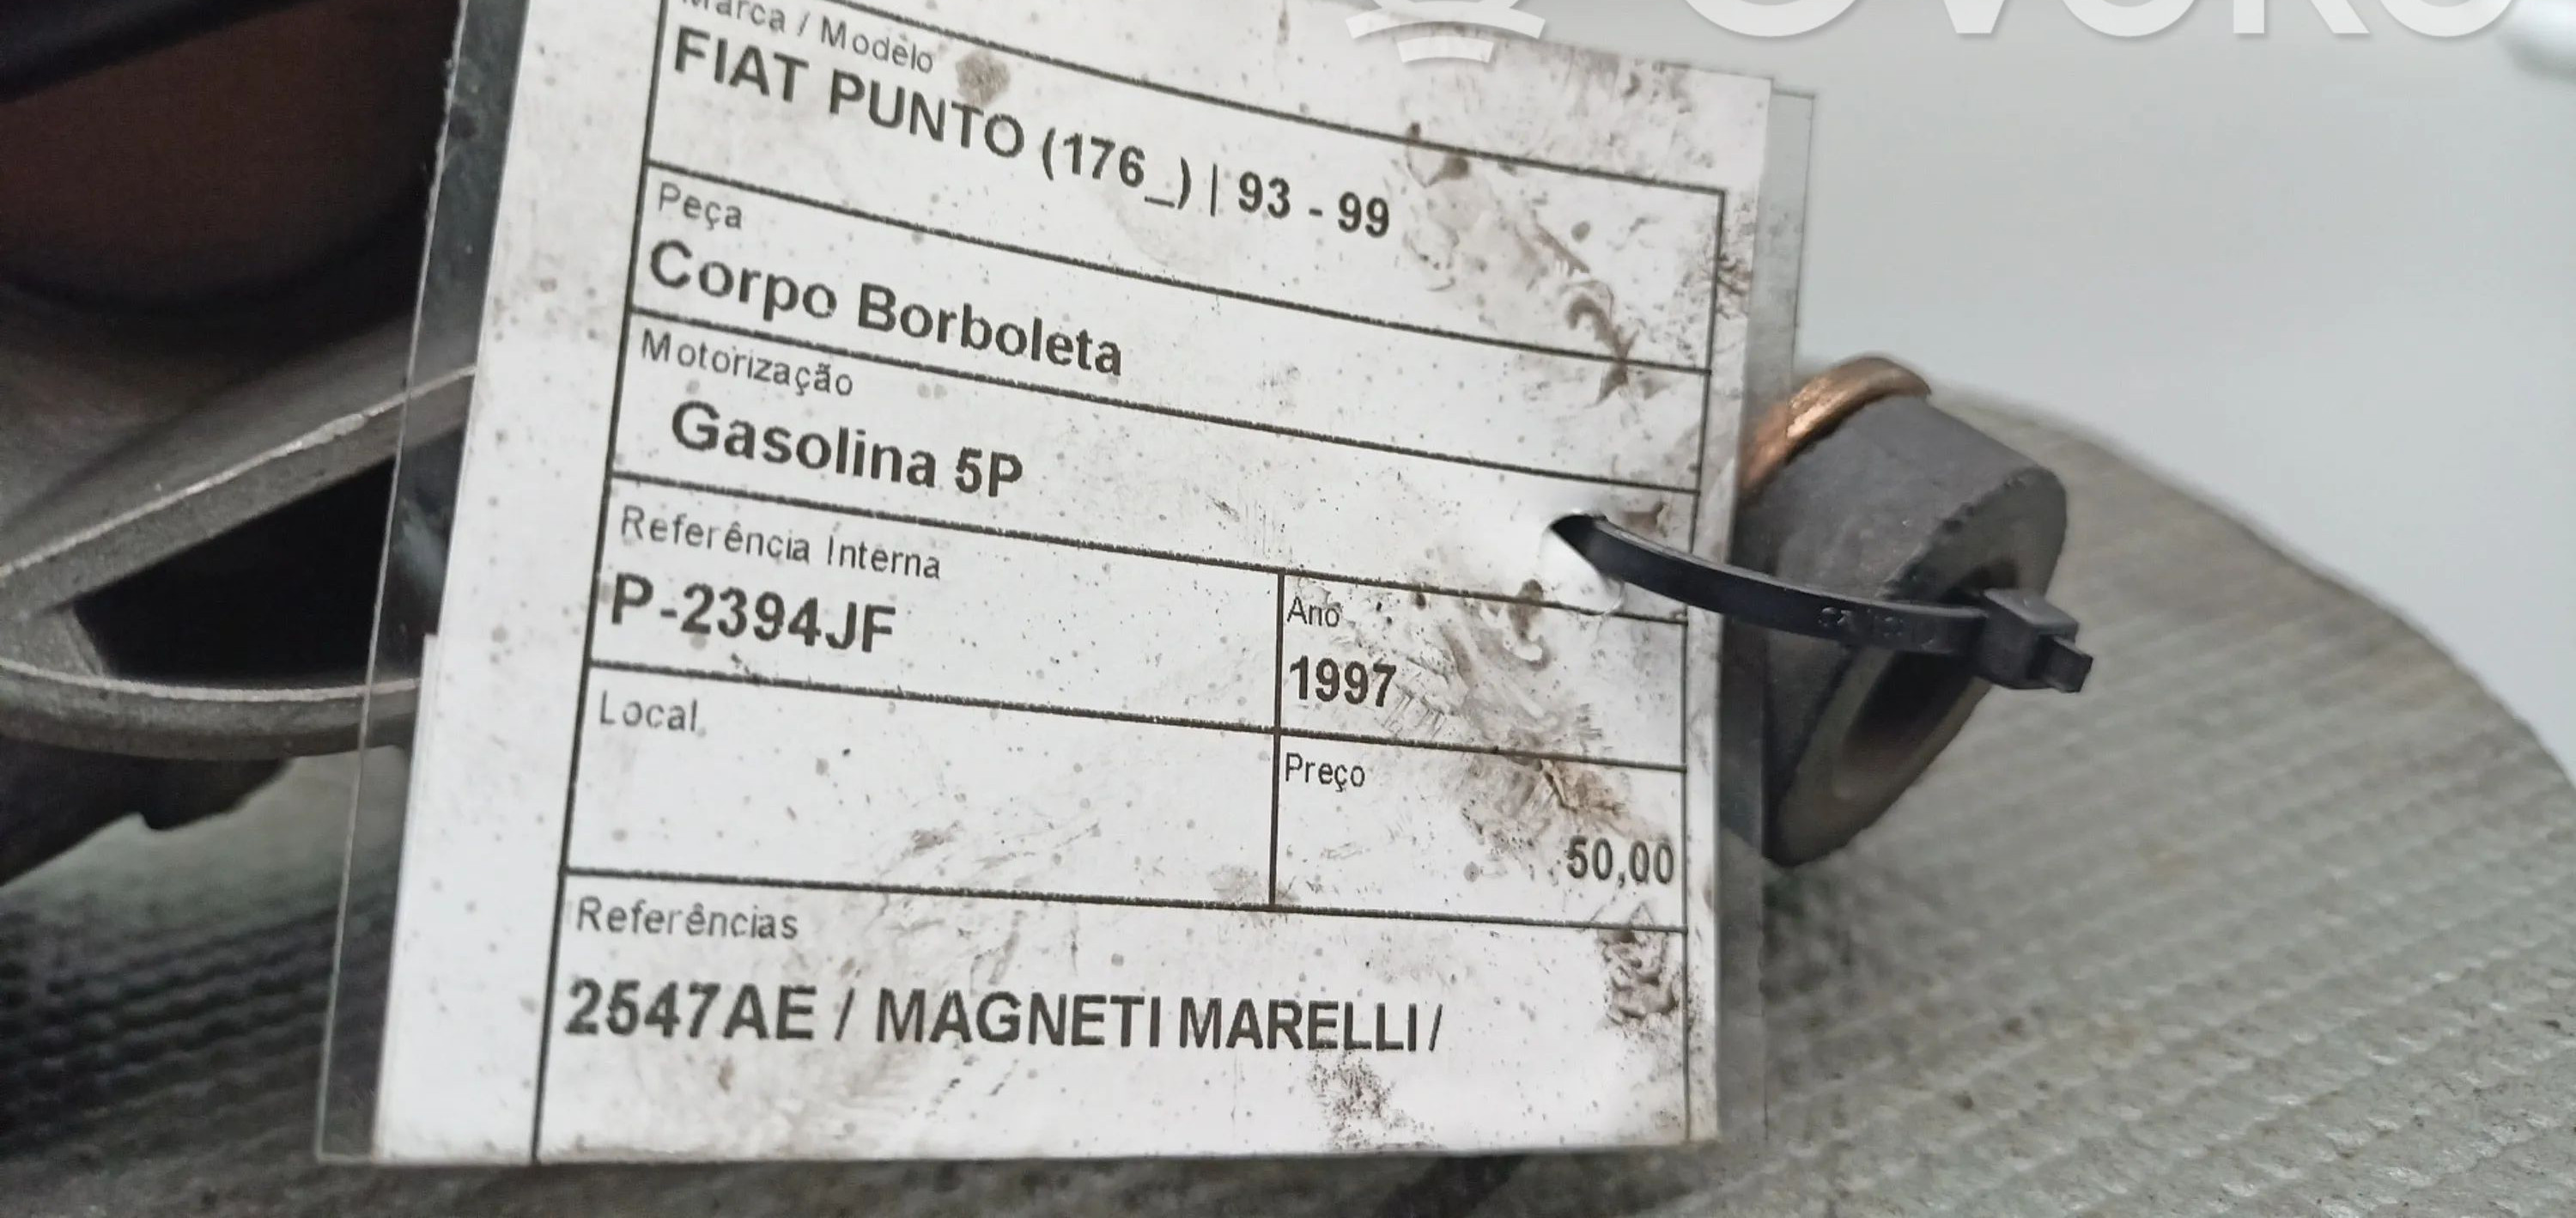 Marca / Modelo
FIAT PUNTO (176_) | 93 - 99
Peça
Corpo Borboleta
Motorização
Gasolina 5P
Referência Interna
P-2394JF
Ano
1997
Local
Preço
50,00
Referências
2547AE / MAGNETI MARELLI/